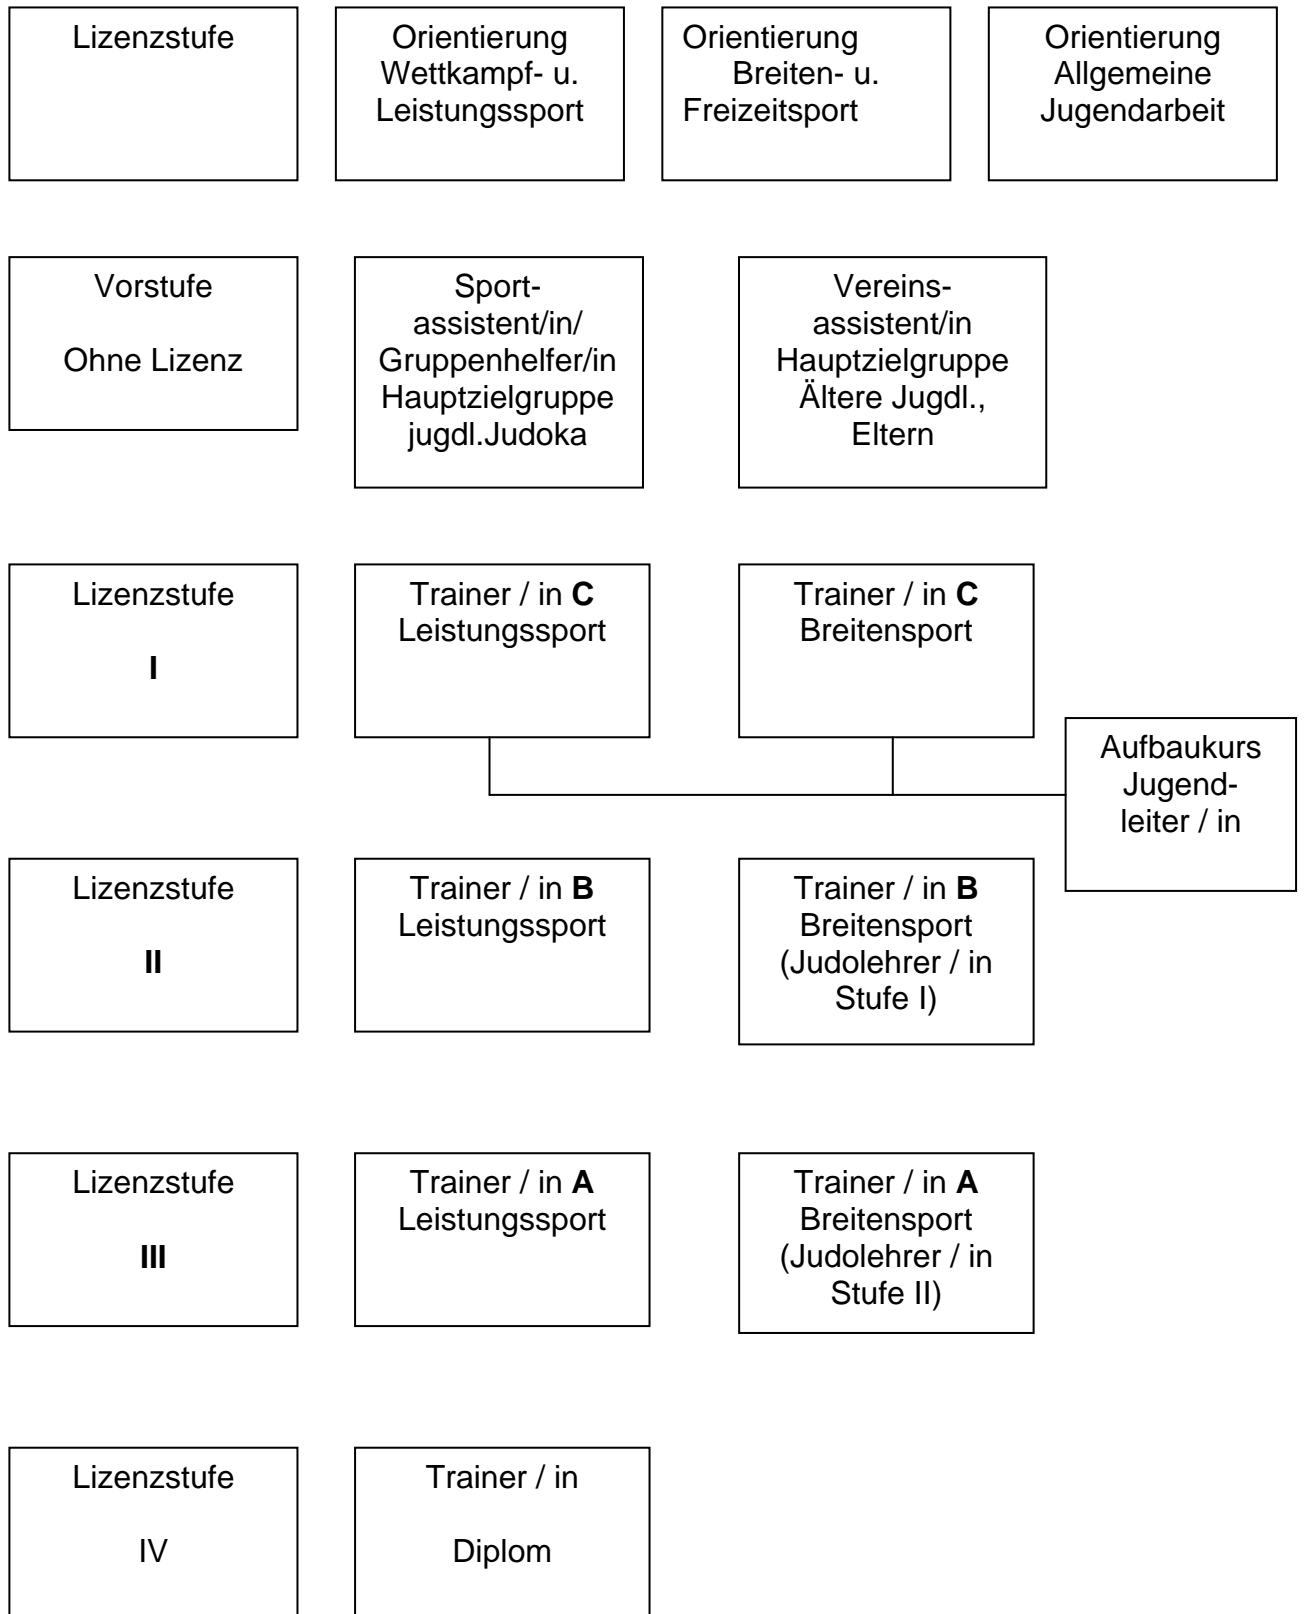 Lizenzstufe
Orientierung
Wettkampf- u.
Leistungssport
Orientierung
Breiten- u.
Freizeitsport
Orientierung
Allgemeine
Jugendarbeit
Vorstufe
Ohne Lizenz
Sport-
assistent/in/
Gruppenhelfer/in
Hauptzielgruppe
jugdl.Judoka
Vereins-
assistent/in
Hauptzielgruppe
Ältere Jugdl.,
Eltern
Lizenzstufe
I
Trainer / in C
Leistungssport
Trainer / in C
Breitensport
Aufbaukurs
Jugend-
leiter / in
Lizenzstufe
II
Trainer / in B
Leistungssport
Trainer / in B
Breitensport
(Judolehrer / in
Stufe I)
Lizenzstufe
III
Trainer / in A
Leistungssport
Trainer / in A
Breitensport
(Judolehrer / in
Stufe II)
Lizenzstufe
IV
Trainer / in
Diplom